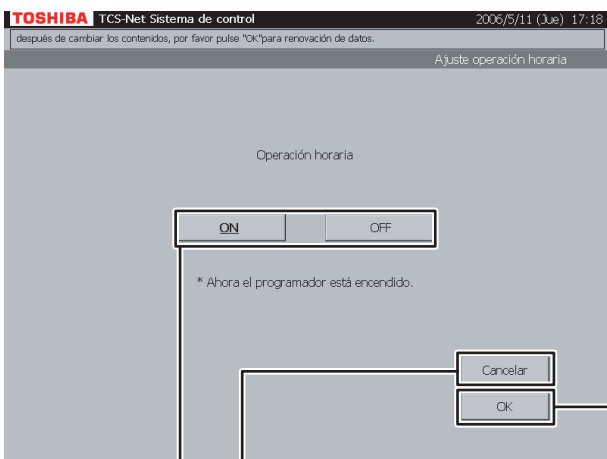 TOSHIBA TCS-Net Sistema de control 2006/5/11 (Jue) 17:18
después de cambiar los contenidos, por favor pulse "OK"para renovación de datos.
Ajuste operación horaria
Operación horaria
ON OFF
* Ahora el programador está encendido.
Cancelar
OK